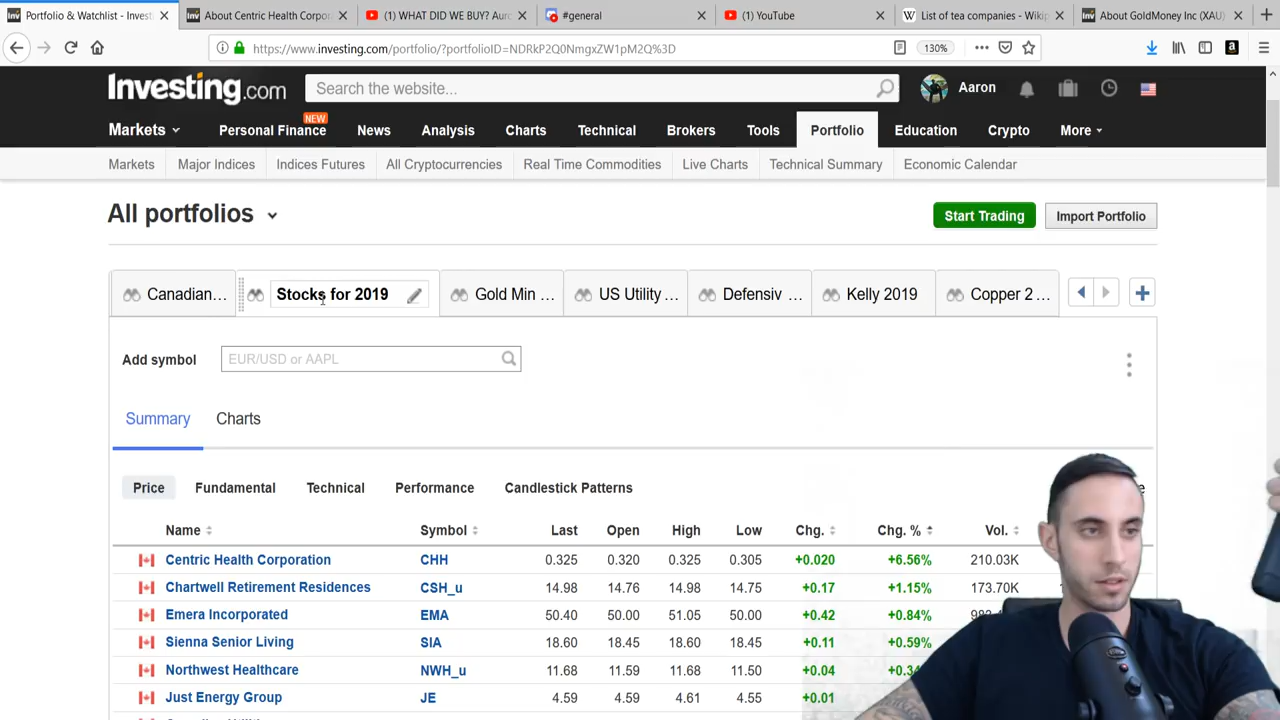 Portfolio & Watchlist - Invest
About Centric Health Corpor
(1) WHAT DID WE BUY? Auro
#general
(1) YouTube
List of tea companies - Wikip
About GoldMoney Inc (XAU)
https://www.investing.com/portfolio/?portfolioID=NDRkP2Q0NmgxZW1pM2Q%3D
130%
Investing.com
Search the website...
Aaron
NEW
Markets
Personal Finance
News
Analysis
Charts
Technical
Brokers
Tools
Portfolio
Education
Crypto
More
Markets
Major Indices
Indices Futures
All Cryptocurrencies
Real Time Commodities
Live Charts
Technical Summary
Economic Calendar
All portfolios
Start Trading
Import Portfolio
Canadian...
Stocks for 2019
Gold Min ...
US Utility ...
Defensiv ...
Kelly 2019
Copper 2 ...
Add symbol
EUR/USD or AAPL
Summary
Charts
Price
Fundamental
Technical
Performance
Candlestick Patterns
Name Symbol Last Open High Low Chg. Chg. % Vol.
Centric Health Corporation CHH 0.325 0.320 0.325 0.305 +0.020 +6.56% 210.03K
Chartwell Retirement Residences CSH_u 14.98 14.76 14.98 14.75 +0.17 +1.15% 173.70K
Emera Incorporated EMA 50.40 50.00 51.05 50.00 +0.42 +0.84%
Sienna Senior Living SIA 18.60 18.45 18.60 18.45 +0.11 +0.59%
Northwest Healthcare NWH_u 11.68 11.59 11.68 11.50 +0.04
Just Energy Group JE 4.59 4.59 4.61 4.55 +0.01